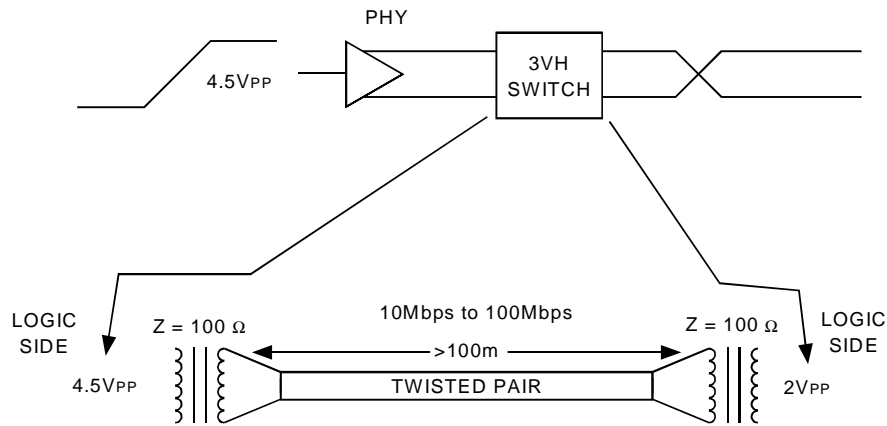 PHY
4.5VPP
3VH
SWITCH
LOGIC
SIDE
Z = 100 Ω
10Mbps to 100Mbps
Z = 100 Ω
LOGIC
SIDE
>100m
4.5VPP
TWISTED PAIR
2VPP